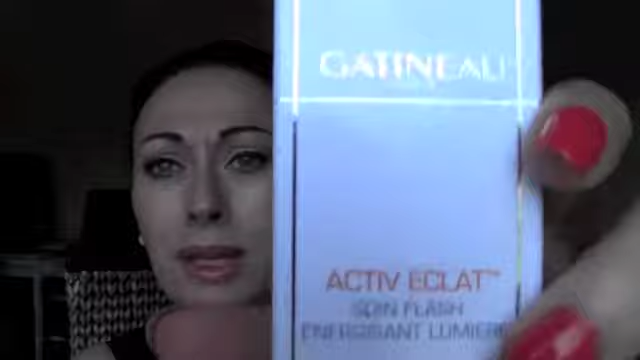 GATINEAU
ACTIV ECLAT™
SOIN FLASH
ENERGISANT LUMIERE